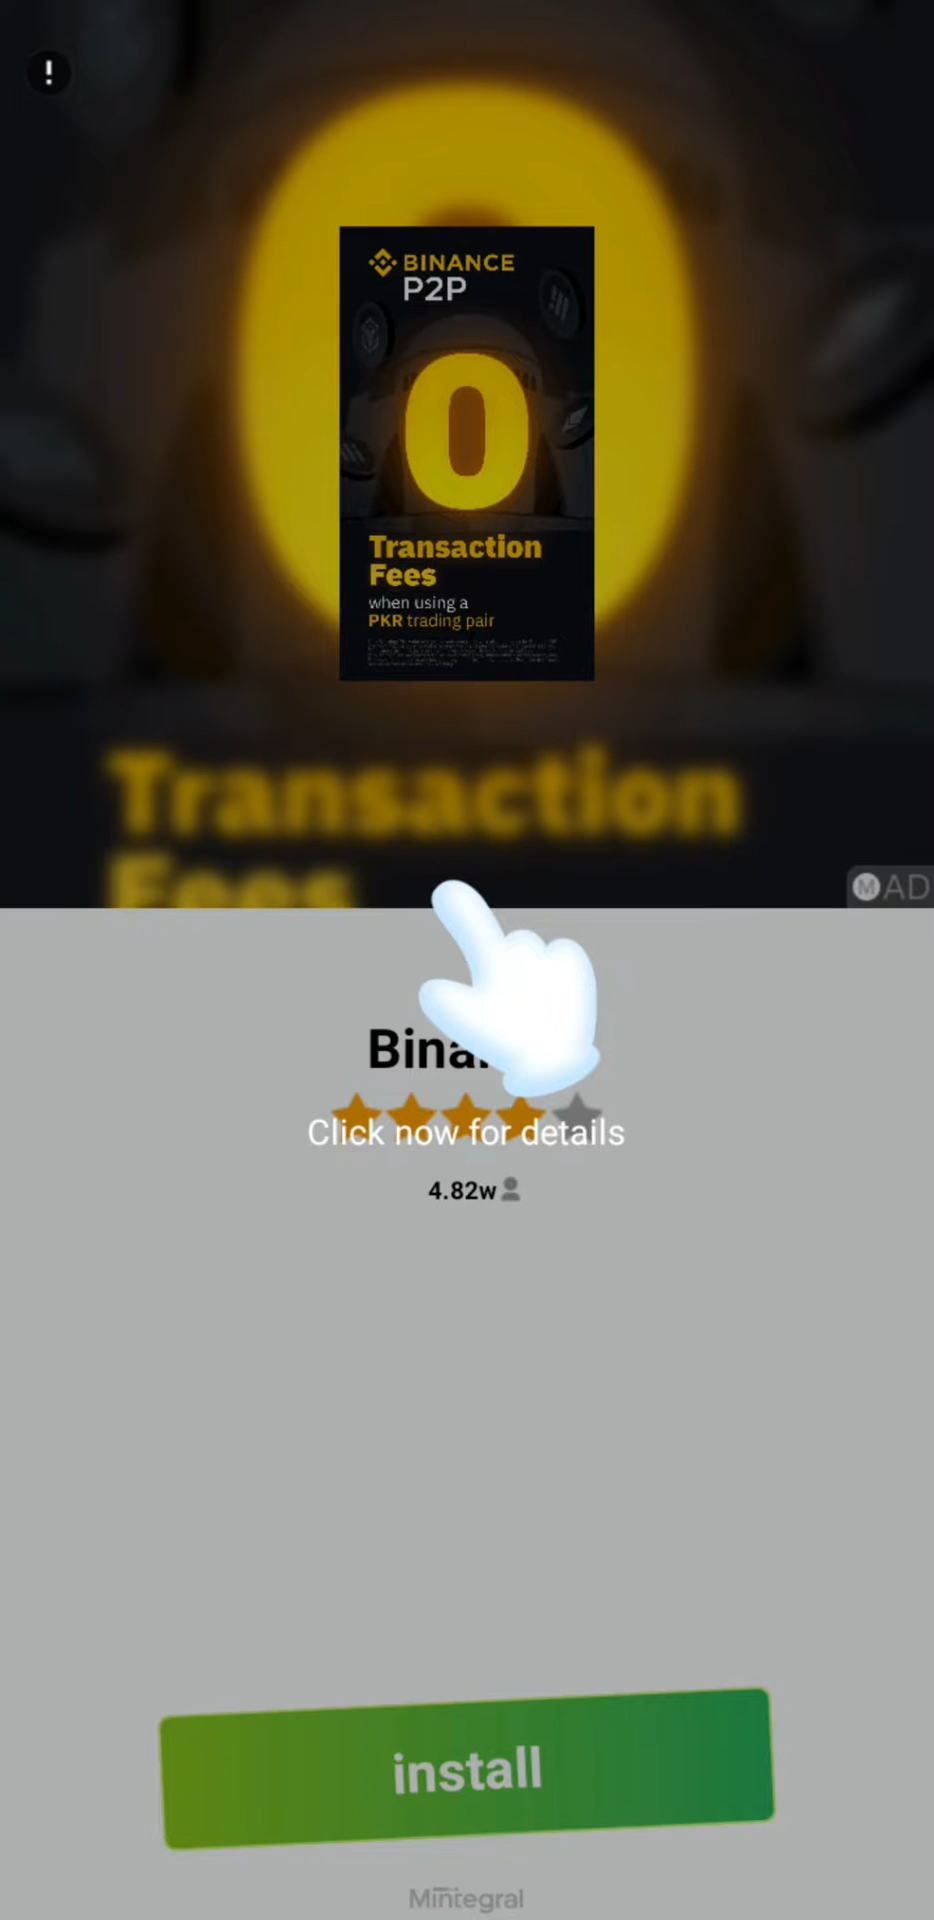 !
BINANCE
P2P
0
Transaction
Fees
when using a
PKR trading pair
Transaction
Fees
M AD
Click now for details
4.82w
install
Mintegral